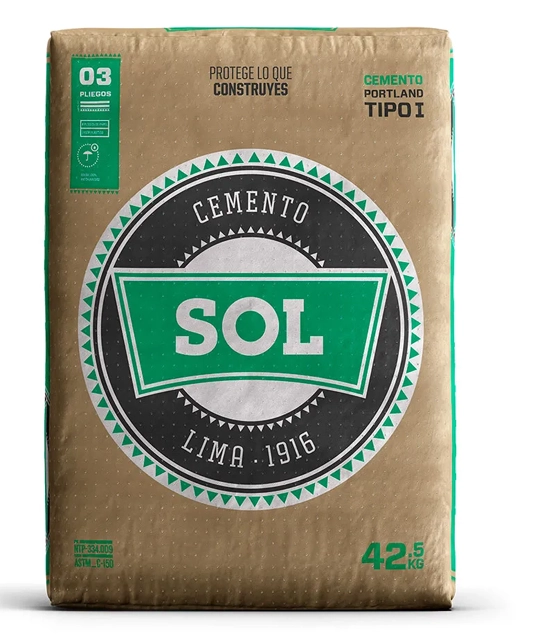 03
PLIEGOS
PROTEGE LO QUE
CONSTRUYES
CEMENTO
PORTLAND
TIPO I
CEMENTO
SOL
LIMA · 1916
NTP-334.009
ASTM_C-150
42.5
KG